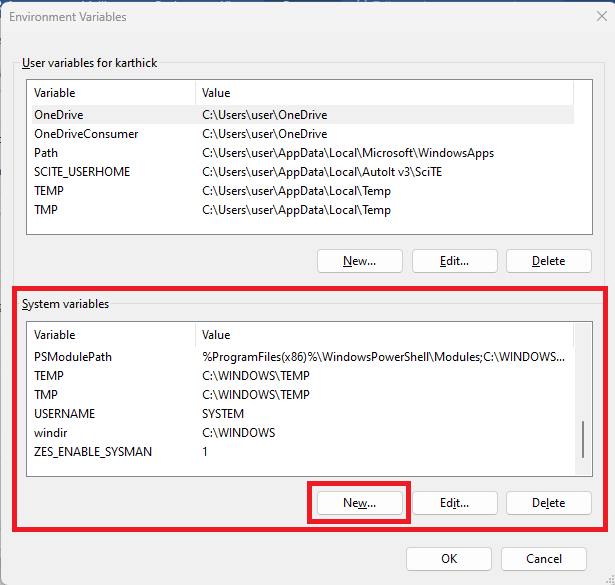 Environment Variables
User variables for karthick
Variable Value
OneDrive C:\Users\user\OneDrive
OneDriveConsumer C:\Users\user\OneDrive
Path C:\Users\user\AppData\Local\Microsoft\WindowsApps
SCITE_USERHOME C:\Users\user\AppData\Local\AutoIt v3\SciTE
TEMP C:\Users\user\AppData\Local\Temp
TMP C:\Users\user\AppData\Local\Temp
New... Edit... Delete
System variables
Variable Value
PSModulePath %ProgramFiles(x86)%\WindowsPowerShell\Modules;C:\WINDOWS...
TEMP C:\WINDOWS\TEMP
TMP C:\WINDOWS\TEMP
USERNAME SYSTEM
windir C:\WINDOWS
ZES_ENABLE_SYSMAN 1
New... Edit... Delete
OK Cancel